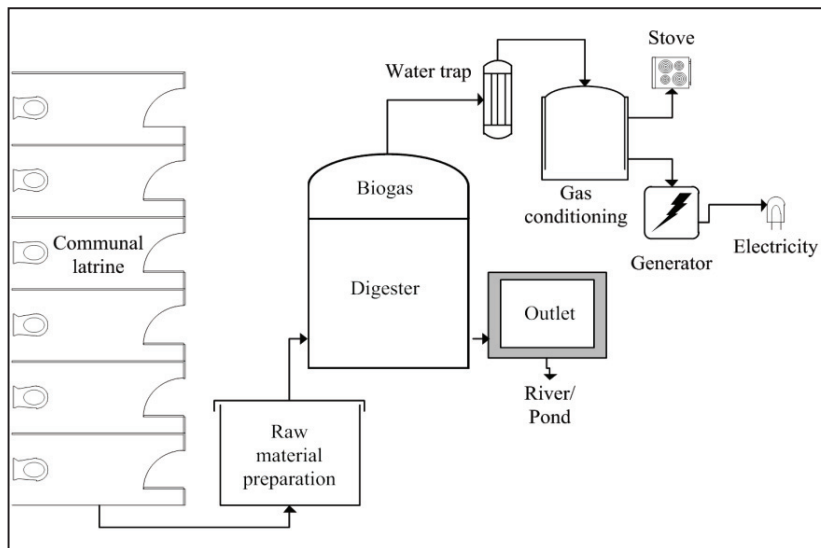 Stove
Water trap
Biogas
Gas
conditioning
Communal
latrine
Electricity
Generator
Digester
Outlet
River/
Pond
Raw
material
preparation